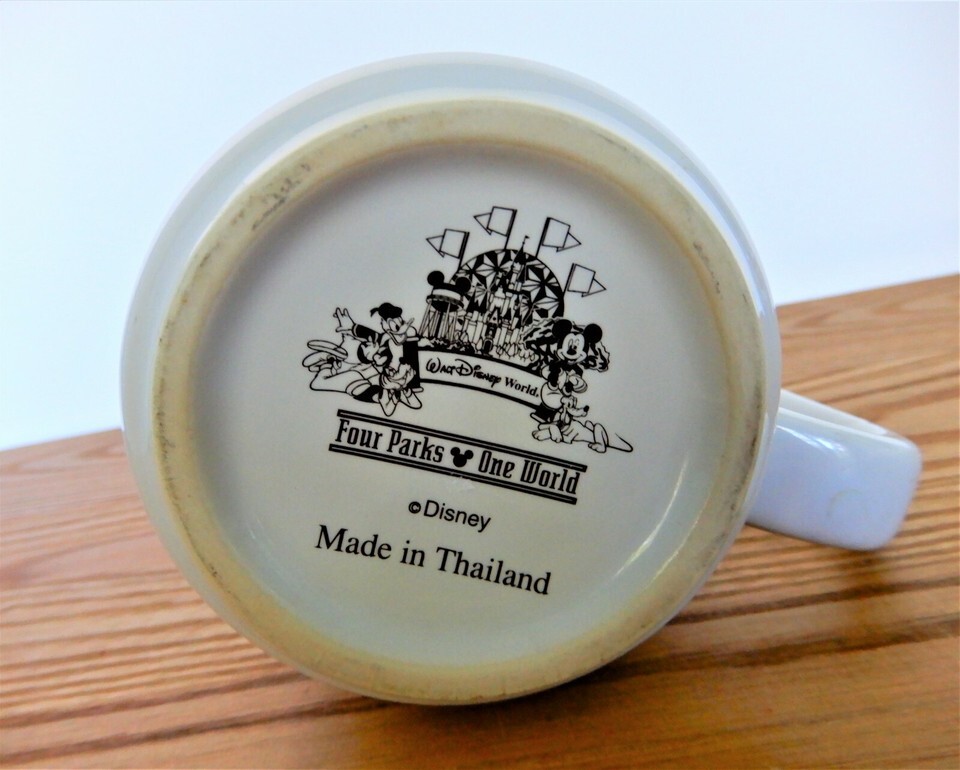 Walt Disney World.
Four Parks One World
©Disney
Made in Thailand